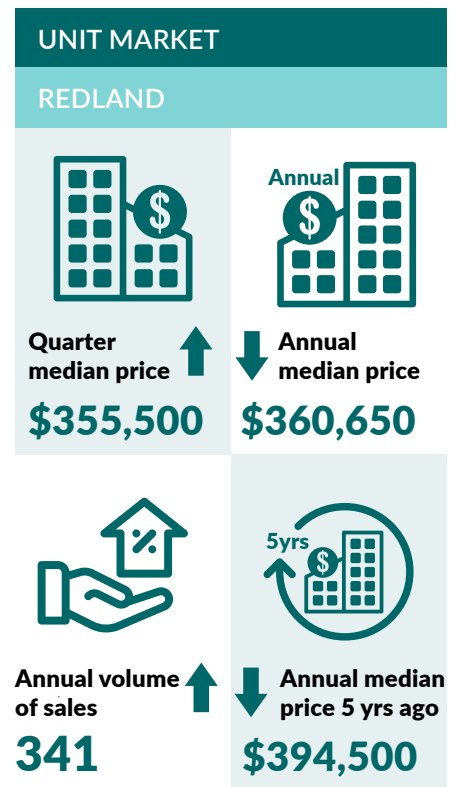 UNIT MARKET
REDLAND
$
Quarter
median price
$355,500
Annual
$
Annual
median price
$360,650
%
Annual volume
of sales
341
5yrs
$
Annual median
price 5 yrs ago
$394,500